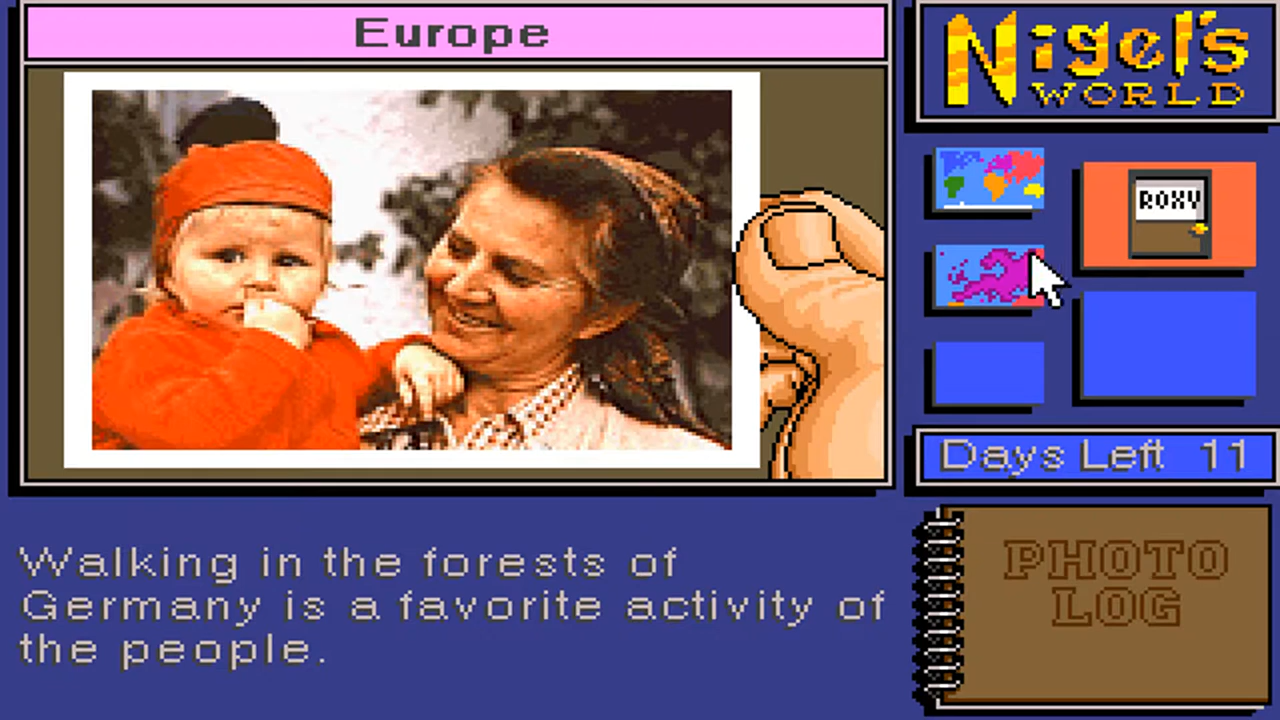 Europe
Nigel's
WORLD
ROXY
Days Left 11
Walking in the forests of
Germany is a favorite activity of
the people.
PHOTO
LOG